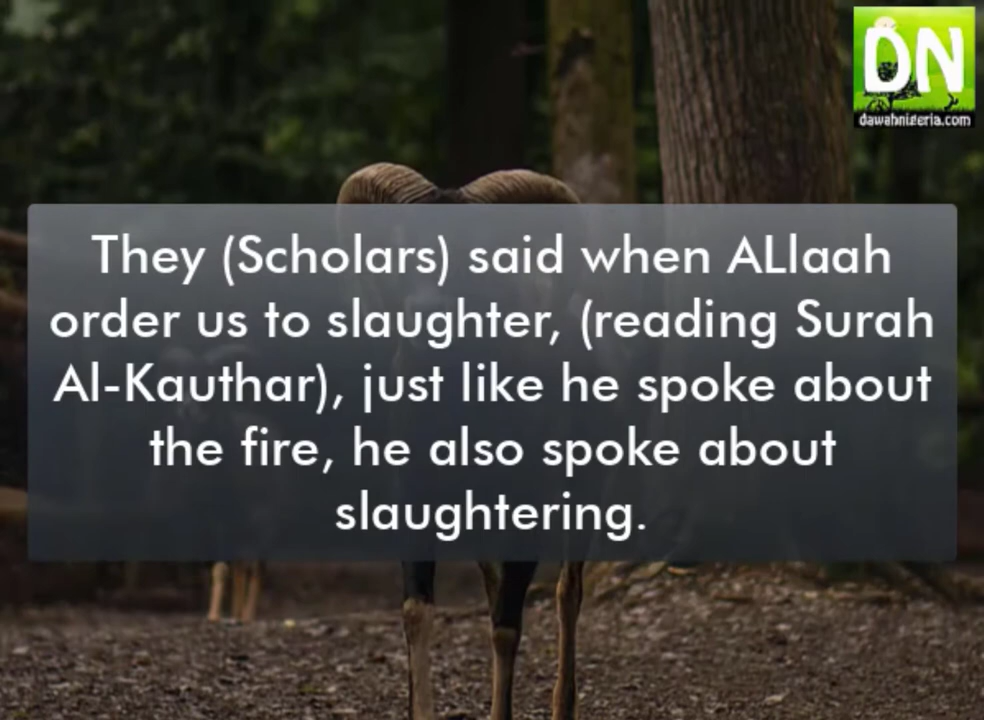 DN
dawahnigeria.com
They (Scholars) said when ALlaah
order us to slaughter, (reading Surah
Al-Kauthar), just like he spoke about
the fire, he also spoke about
slaughtering.